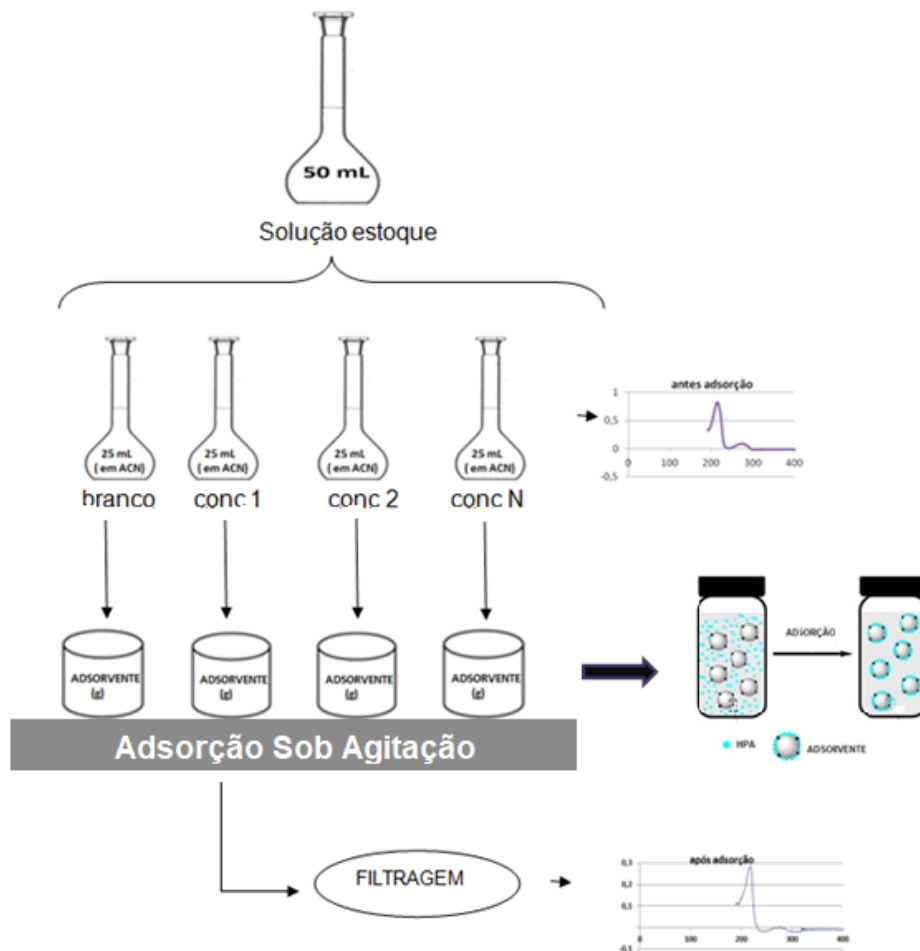 50 mL
Solução estoque
25 mL
( em ACN)
branco
25 mL
(em ACN)
conc 1
25 mL
(em ACN)
conc 2
25 mL
(em ACN)
conc N
antes adsorção
1
0,5
0
-0,5
0
100
200
300
400
ADSORVENTE
(g)
ADSORVENTE
(g)
ADSORVENTE
(g)
ADSORVENTE
(g)
ADSORÇÃO
HPA
ADSORVENTE
Adsorção Sob Agitação
FILTRAGEM
após adsorção
0,3
0,2
0,1
-0,1
0
100
200
300
400